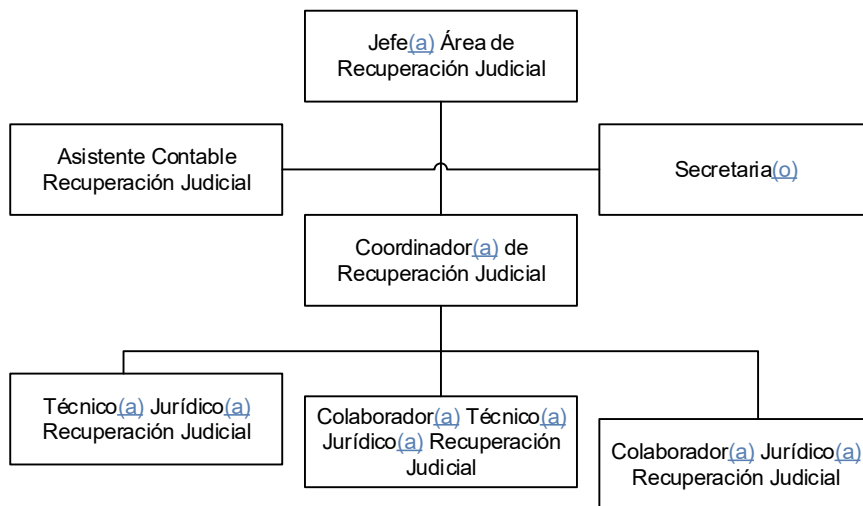 Jefe(a) Área de
Recuperación Judicial
Asistente Contable
Recuperación Judicial
Secretaria(o)
Coordinador(a) de
Recuperación Judicial
Técnico(a) Jurídico(a)
Recuperación Judicial
Colaborador(a) Técnico(a)
Jurídico(a) Recuperación
Judicial
Colaborador(a) Jurídico(a)
Recuperación Judicial